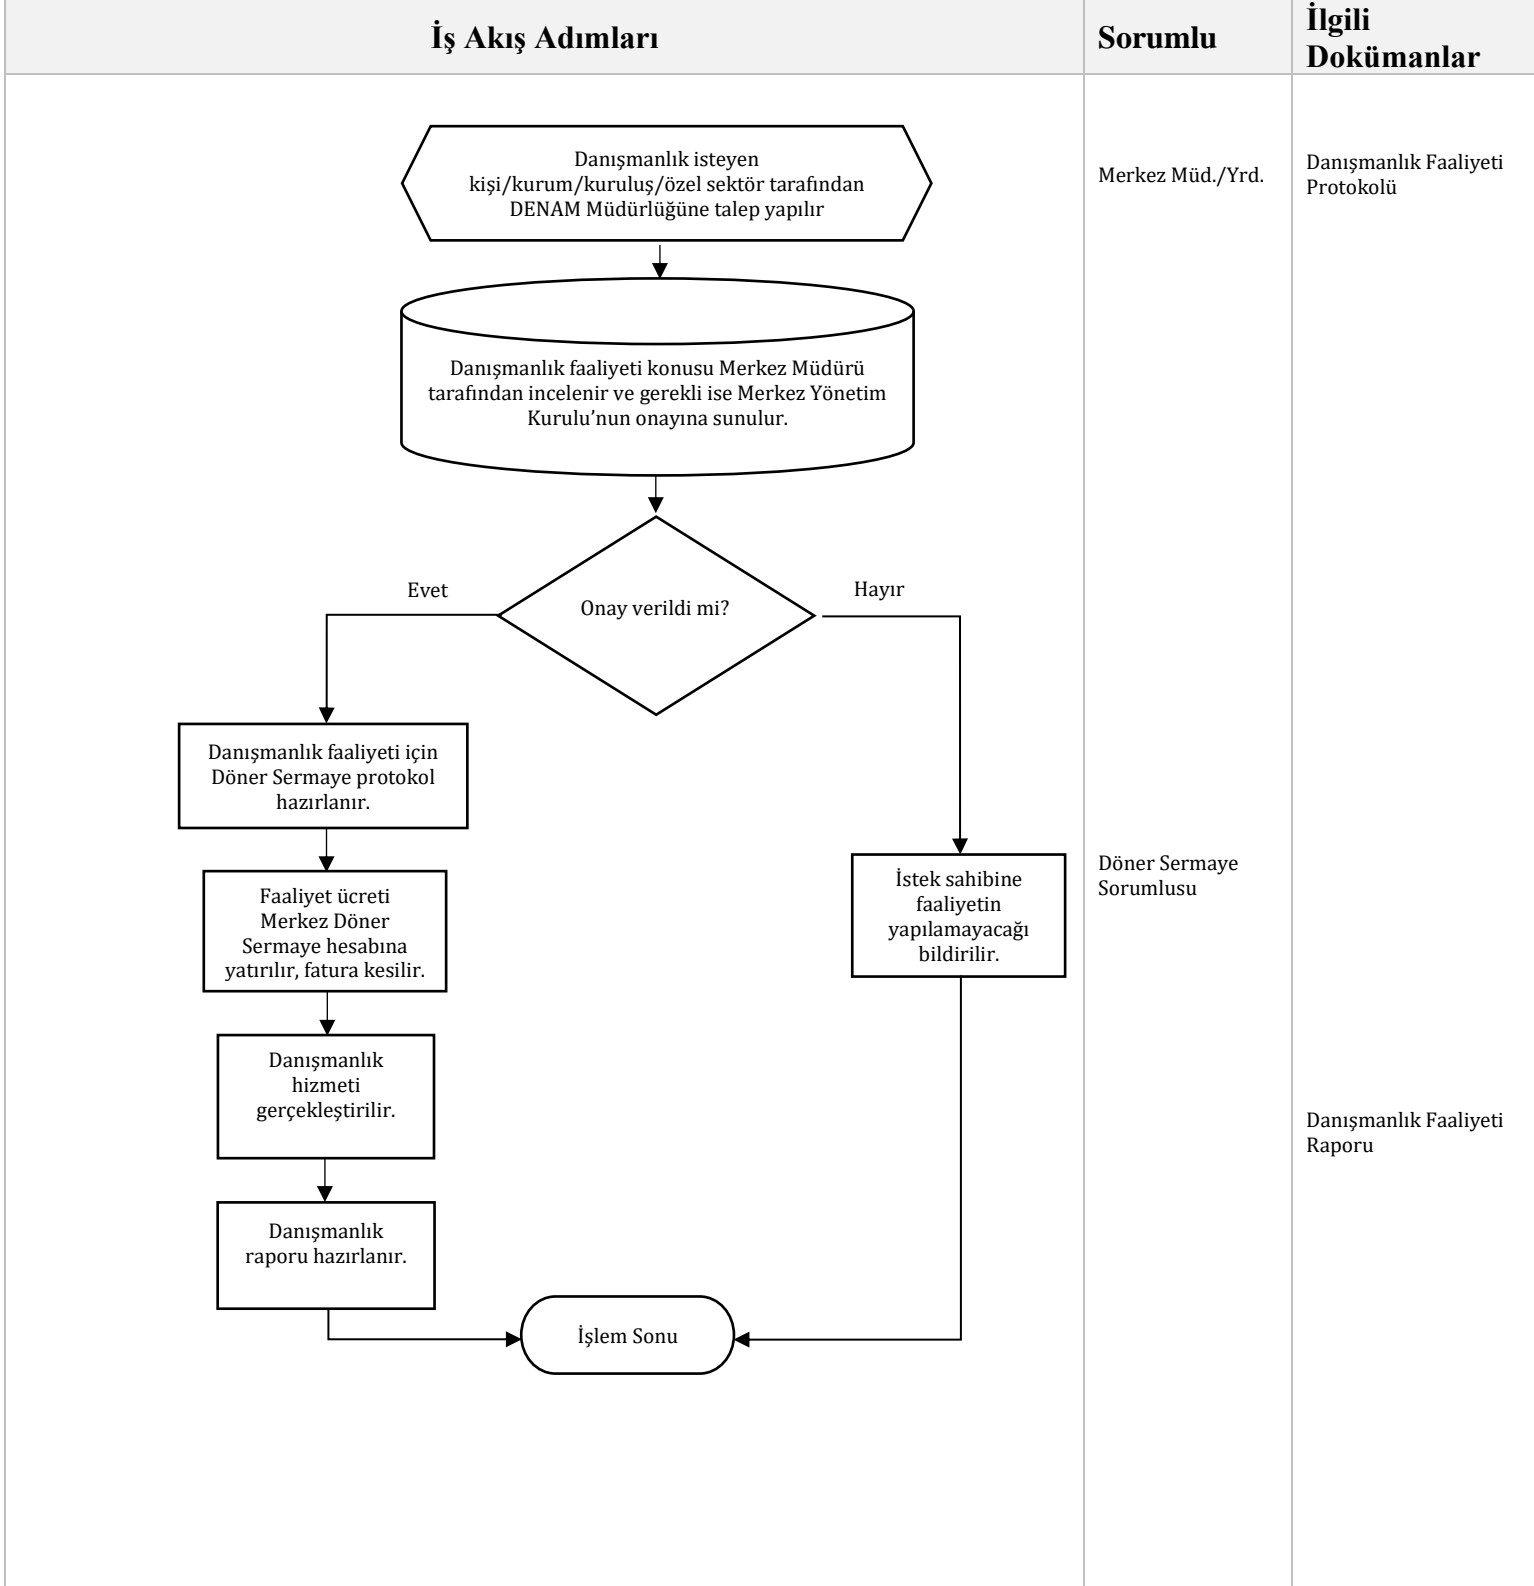 İş Akış Adımları
Sorumlu
İlgili
Dokümanlar
Danışmanlık isteyen
kişi/kurum/kuruluş/özel sektör tarafından
DENAM Müdürlüğüne talep yapılır
Merkez Müd./Yrd.
Danışmanlık Faaliyeti
Protokolü
Danışmanlık faaliyeti konusu Merkez Müdürü
tarafından incelenir ve gerekli ise Merkez Yönetim
Kurulu’nun onayına sunulur.
Evet
Onay verildi mi?
Hayır
Danışmanlık faaliyeti için
Döner Sermaye protokol
hazırlanır.
Faaliyet ücreti
Merkez Döner
Sermaye hesabına
yatırılır, fatura kesilir.
İstek sahibine
faaliyetin
yapılamayacağı
bildirilir.
Döner Sermaye
Sorumlusu
Danışmanlık
hizmeti
gerçekleştirilir.
Danışmanlık Faaliyeti
Raporu
Danışmanlık
raporu hazırlanır.
İşlem Sonu